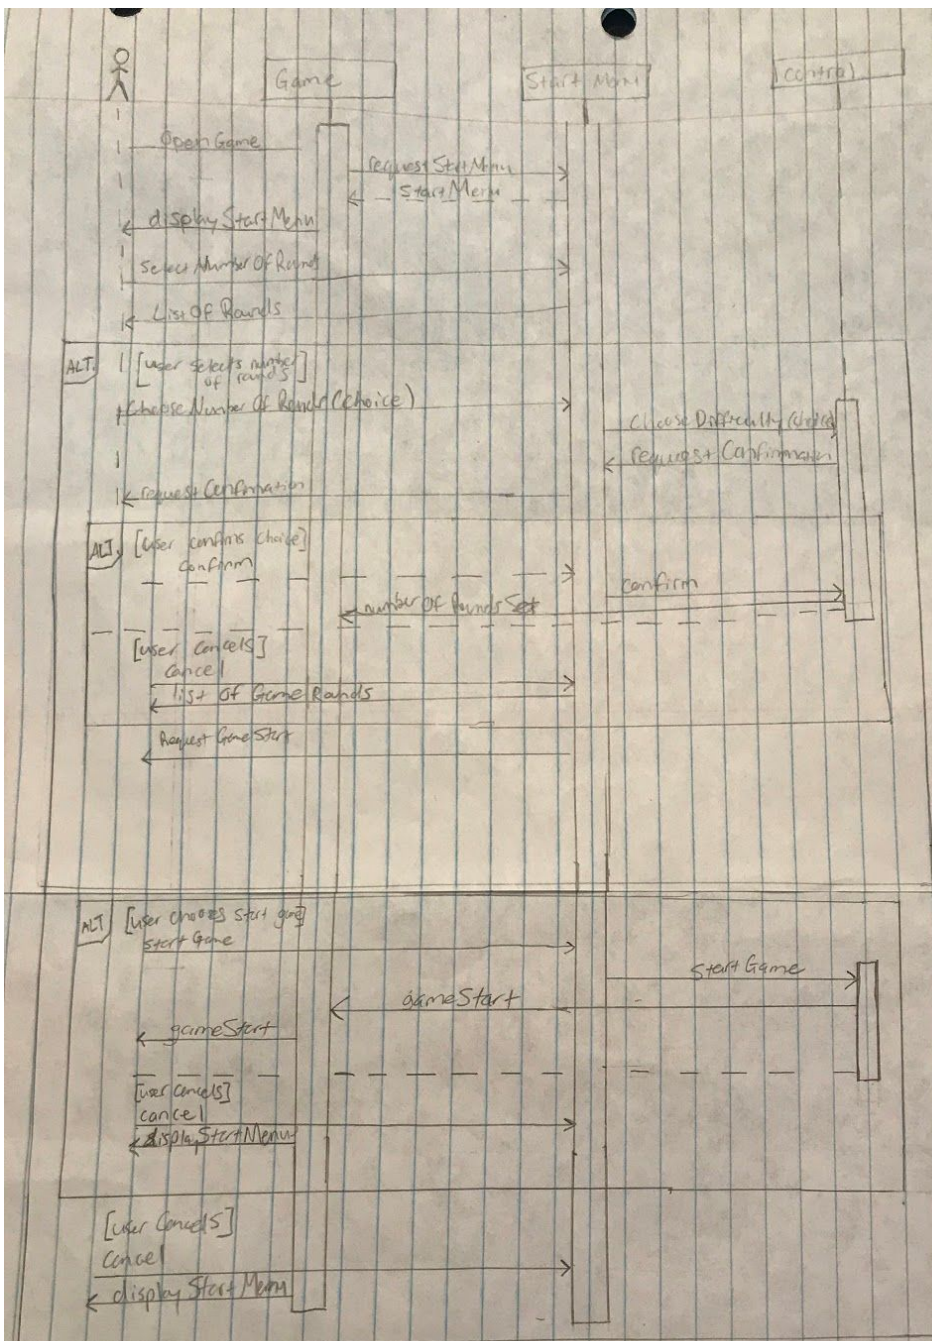 Game
Start Menu
Control
Open Game
request Start Menu
Start Menu
display Start Menu
Select Number Of Rounds
List Of Rounds
ALT.
[user selects number
of rounds]
Choose Number Of Rounds (Choice)
Choose Difficulty (choice)
request Confirmation
request Confirmation
ALT.
[user confirms choice]
Confirm
confirm
number Of Rounds Set
[user cancels]
cancel
list of Game Rounds
Request Game Start
ALT
[user chooses start game]
start Game
start Game
gameStart
gameStart
[user cancels]
cancel
display Start Menu
[user Cancels]
Cancel
display Start Menu